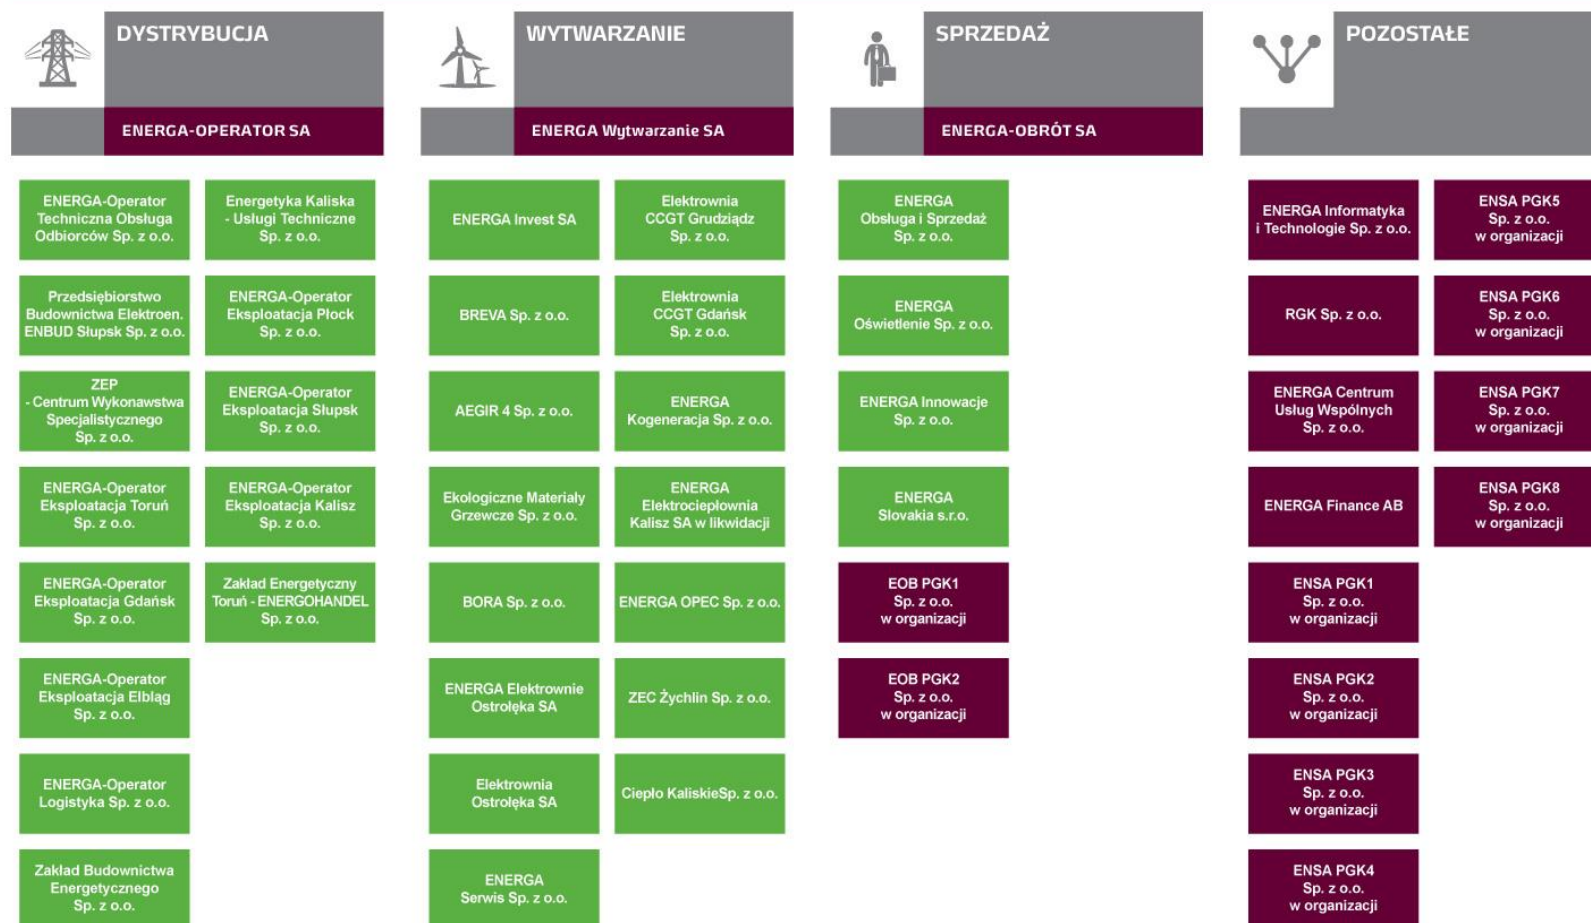 DYSTRYBUCJA
ENERGA-OPERATOR SA
ENERGA-Operator
Techniczna Obsługa
Odbiorców Sp. z o.o.
Energetyka Kaliska
- Usługi Techniczne
Sp. z o.o.
Przedsiębiorstwo
Budownictwa Elektroen.
ENBUD Słupsk Sp. z o.o.
ENERGA-Operator
Eksploatacja Płock
Sp. z o.o.
ZEP
- Centrum Wykonawstwa
Specjalistycznego
Sp. z o.o.
ENERGA-Operator
Eksploatacja Słupsk
Sp. z o.o.
ENERGA-Operator
Eksploatacja Toruń
Sp. z o.o.
ENERGA-Operator
Eksploatacja Kalisz
Sp. z o.o.
ENERGA-Operator
Eksploatacja Gdańsk
Sp. z o.o.
Zakład Energetyczny
Toruń - ENERGOHANDEL
Sp. z o.o.
ENERGA-Operator
Eksploatacja Elbląg
Sp. z o.o.
ENERGA-Operator
Logistyka Sp. z o.o.
Zakład Budownictwa
Energetycznego
Sp. z o.o.
WYTWARZANIE
ENERGA Wytwarzanie SA
ENERGA Invest SA
Elektrownia
CCGT Grudziądz
Sp. z o.o.
BREVA Sp. z o.o.
Elektrownia
CCGT Gdańsk
Sp. z o.o.
AEGIR 4 Sp. z o.o.
ENERGA
Kogeneracja Sp. z o.o.
Ekologiczne Materiały
Grzewcze Sp. z o.o.
ENERGA
Elektrociepłownia
Kalisz SA w likwidacji
BORA Sp. z o.o.
ENERGA OPEC Sp. z o.o.
ENERGA Elektrownie
Ostrołęka SA
ZEC Żychlin Sp. z o.o.
Elektrownia
Ostrołęka SA
Ciepło KaliskieSp. z o.o.
ENERGA
Serwis Sp. z o.o.
SPRZEDAŻ
ENERGA-OBRÓT SA
ENERGA
Obsługa i Sprzedaż
Sp. z o.o.
ENERGA
Oświetlenie Sp. z o.o.
ENERGA Innowacje
Sp. z o.o.
ENERGA
Slovakia s.r.o.
EOB PGK1
Sp. z o.o.
w organizacji
EOB PGK2
Sp. z o.o.
w organizacji
POZOSTAŁE
ENERGA Informatyka
i Technologie Sp. z o.o.
ENSA PGK5
Sp. z o.o.
w organizacji
RGK Sp. z o.o.
ENSA PGK6
Sp. z o.o.
w organizacji
ENERGA Centrum
Usług Wspólnych
Sp. z o.o.
ENSA PGK7
Sp. z o.o.
w organizacji
ENERGA Finance AB
ENSA PGK8
Sp. z o.o.
w organizacji
ENSA PGK1
Sp. z o.o.
w organizacji
ENSA PGK2
Sp. z o.o.
w organizacji
ENSA PGK3
Sp. z o.o.
w organizacji
ENSA PGK4
Sp. z o.o.
w organizacji